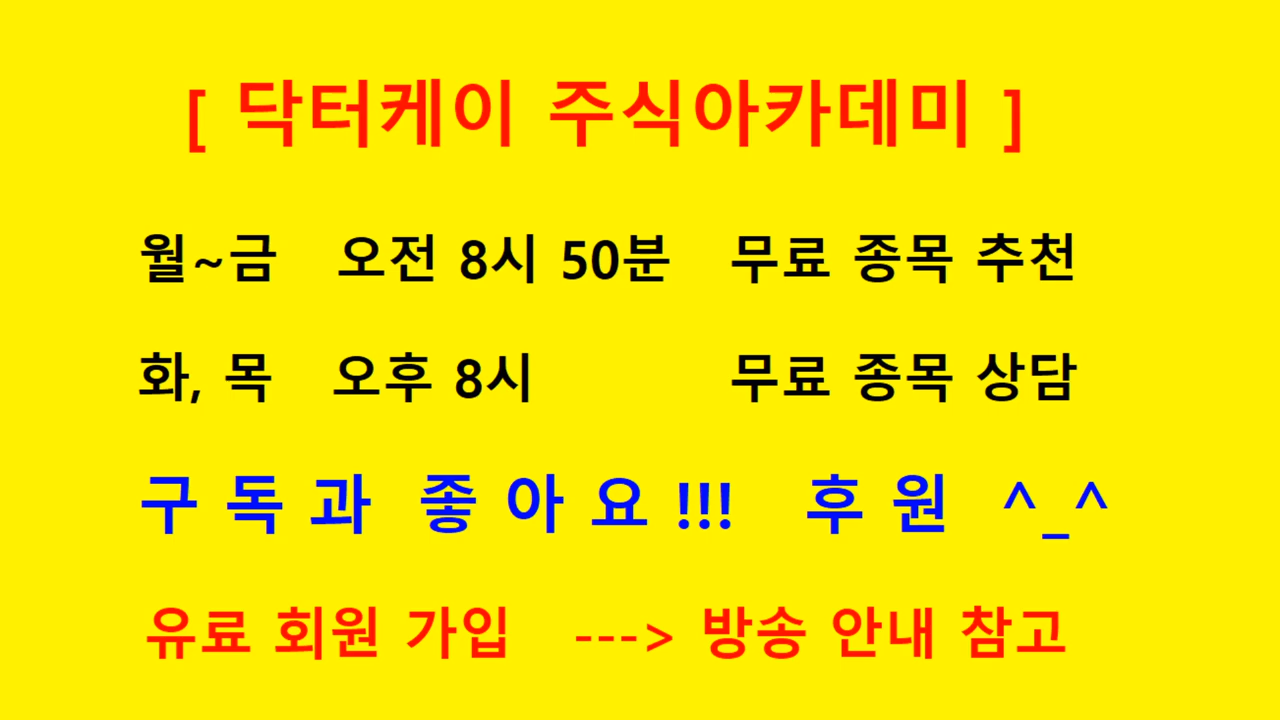 [ 닥터케이 주식아카데미 ]
월~금 오전 8시 50분 무료 종목 추천
화, 목 오후 8시 무료 종목 상담
구 독 과 좋 아 요 !!! 후 원 ^_^
유료 회원 가입 ---> 방송 안내 참고